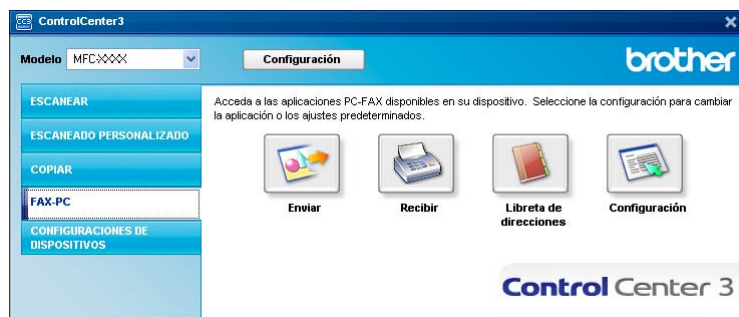 CC3 ControlCenter3
Modelo MFC-XXXX
Configuración
brother
ESCANEAR
ESCANEADO PERSONALIZADO
COPIAR
FAX-PC
CONFIGURACIONES DE
DISPOSITIVOS
Acceda a las aplicaciones PC-FAX disponibles en su dispositivo. Seleccione la configuración para cambiar
la aplicación o los ajustes predeterminados.
Enviar
Recibir
Libreta de
direcciones
Configuración
Control Center 3